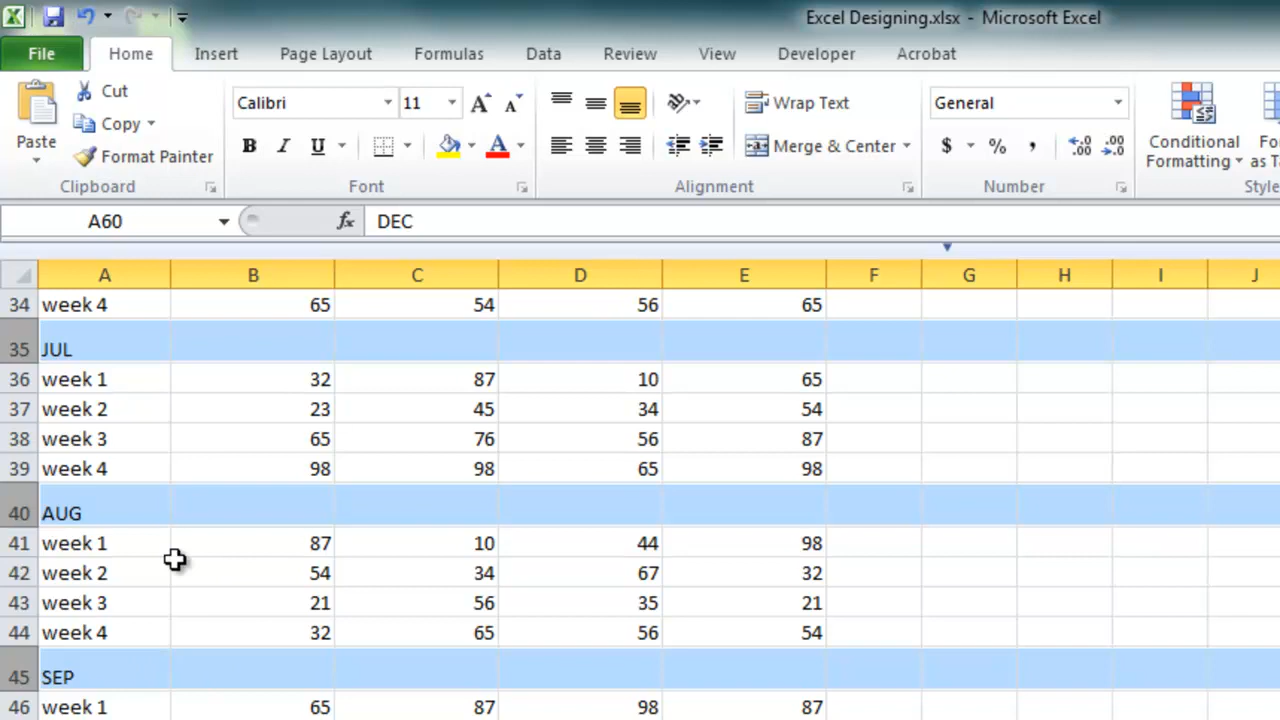 Excel Designing.xlsx - Microsoft Excel
File Home Insert Page Layout Formulas Data Review View Developer Acrobat
Paste
Cut
Copy
Format Painter
Clipboard
Calibri 11 A A
B I U A
Font
Wrap Text
Merge & Center
Alignment
General
$ % , .0 .00 .00 .0
Number
Conditional
Formatting
Fo
as T
Style
A60 fx DEC
A B C D E F G H I J
34 week 4 65 54 56 65
35 JUL
36 week 1 32 87 10 65
37 week 2 23 45 34 54
38 week 3 65 76 56 87
39 week 4 98 98 65 98
40 AUG
41 week 1 87 10 44 98
42 week 2 54 34 67 32
43 week 3 21 56 35 21
44 week 4 32 65 56 54
45 SEP
46 week 1 65 87 98 87